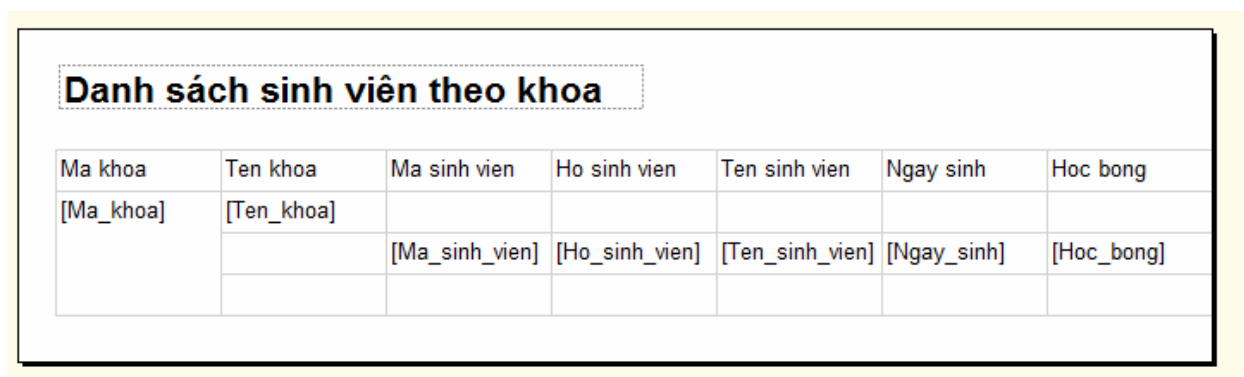 Danh sách sinh viên theo khoa
Ma khoa Ten khoa Ma sinh vien Ho sinh vien Ten sinh vien Ngay sinh Hoc bong
[Ma_khoa] [Ten_khoa]
[Ma_sinh_vien] [Ho_sinh_vien] [Ten_sinh_vien] [Ngay_sinh] [Hoc_bong]